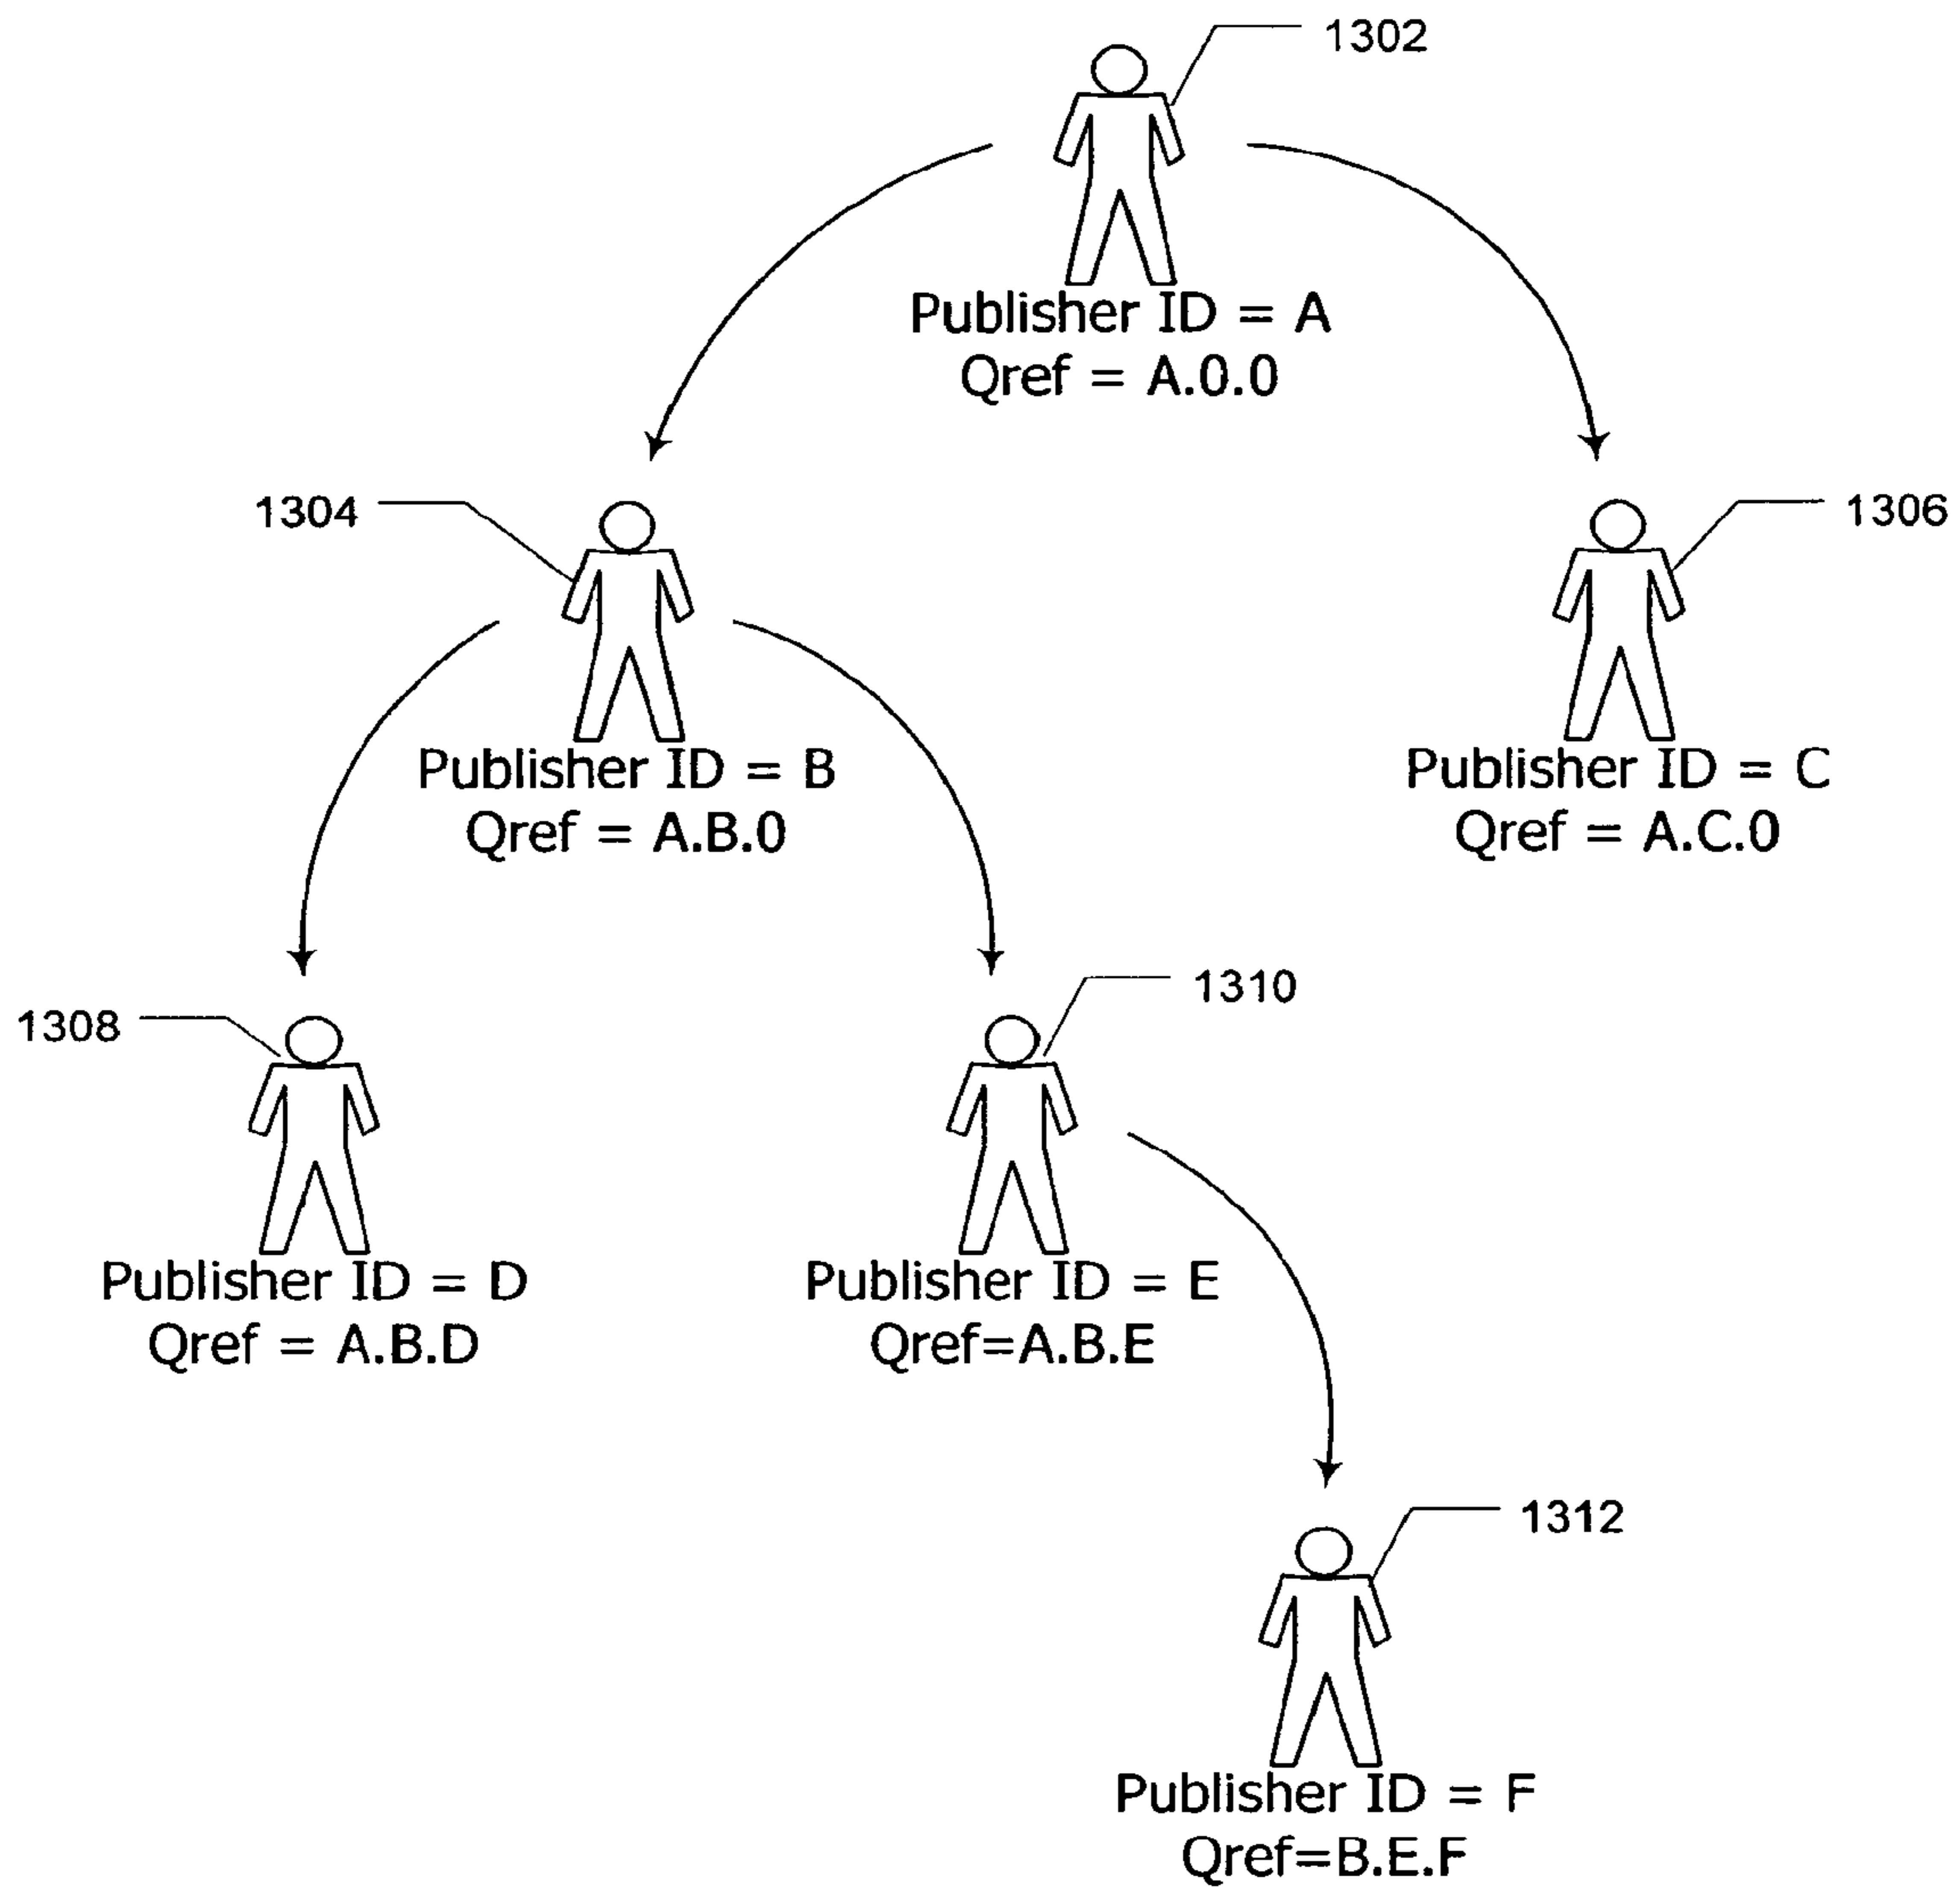 1302
Publisher ID = A
Qref = A.0.0
1304
1306
Publisher ID = B
Qref = A.B.0
Publisher ID = C
Qref = A.C.0
1308
1310
Publisher ID = D
Qref = A.B.D
Publisher ID = E
Qref=A.B.E
1312
Publisher ID = F
Qref=B.E.F